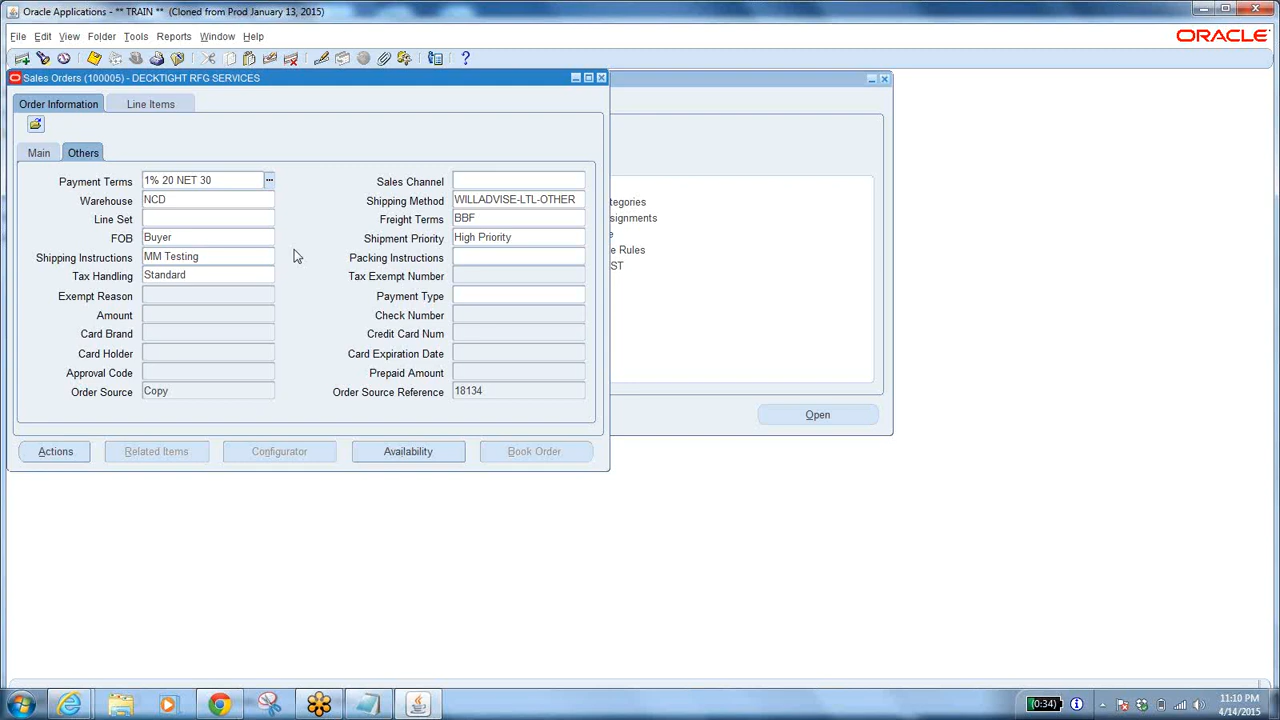 Oracle Applications - ** TRAIN ** (Cloned from Prod January 13, 2015)
File Edit View Folder Tools Reports Window Help
ORACLE
Sales Orders (100005) - DECKTIGHT RFG SERVICES
Order Information Line Items
Main Others
Payment Terms 1% 20 NET 30 Sales Channel
Warehouse NCD Shipping Method WILLADVISE-LTL-OTHER
Line Set Freight Terms BBF
FOB Buyer Shipment Priority High Priority
Shipping Instructions MM Testing Packing Instructions
Tax Handling Standard Tax Exempt Number
Exempt Reason Payment Type
Amount Check Number
Card Brand Credit Card Num
Card Holder Card Expiration Date
Approval Code Prepaid Amount
Order Source Copy Order Source Reference 18134
Actions Related Items Configurator Availability Book Order
tegories
signments
e
e Rules
ST
Open
(0:34)
11:10 PM
4/14/2015